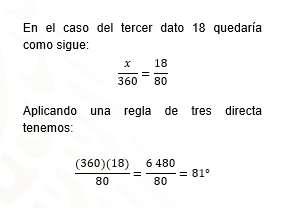 En el caso del tercer dato 18 quedaría
como sigue:
x/360 = 18/80
Aplicando una regla de tres directa
tenemos:
(360)(18)/80 = 6 480/80 = 81°